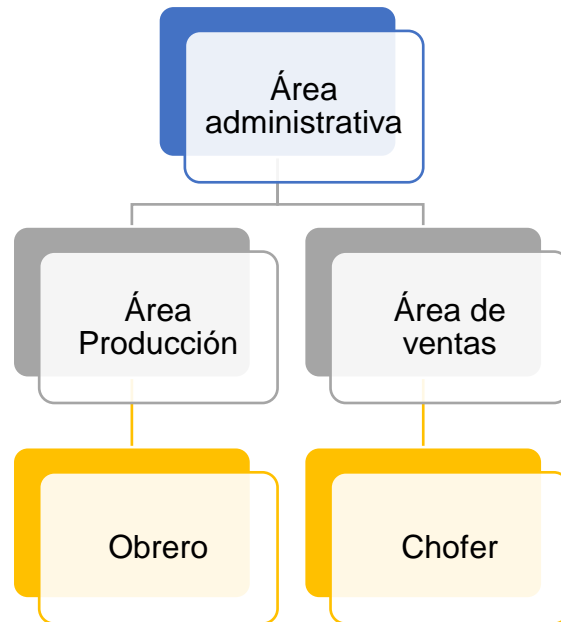 Área
administrativa
Área
Producción
Área de
ventas
Obrero
Chofer